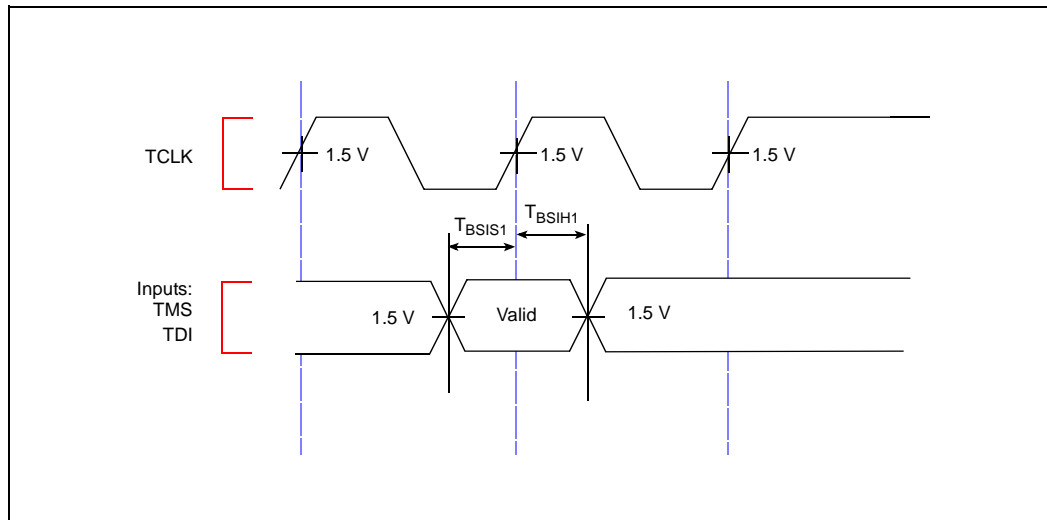 TCLK
1.5 V
1.5 V
1.5 V
TBSIS1
TBSIH1
Inputs:
TMS
TDI
1.5 V
Valid
1.5 V